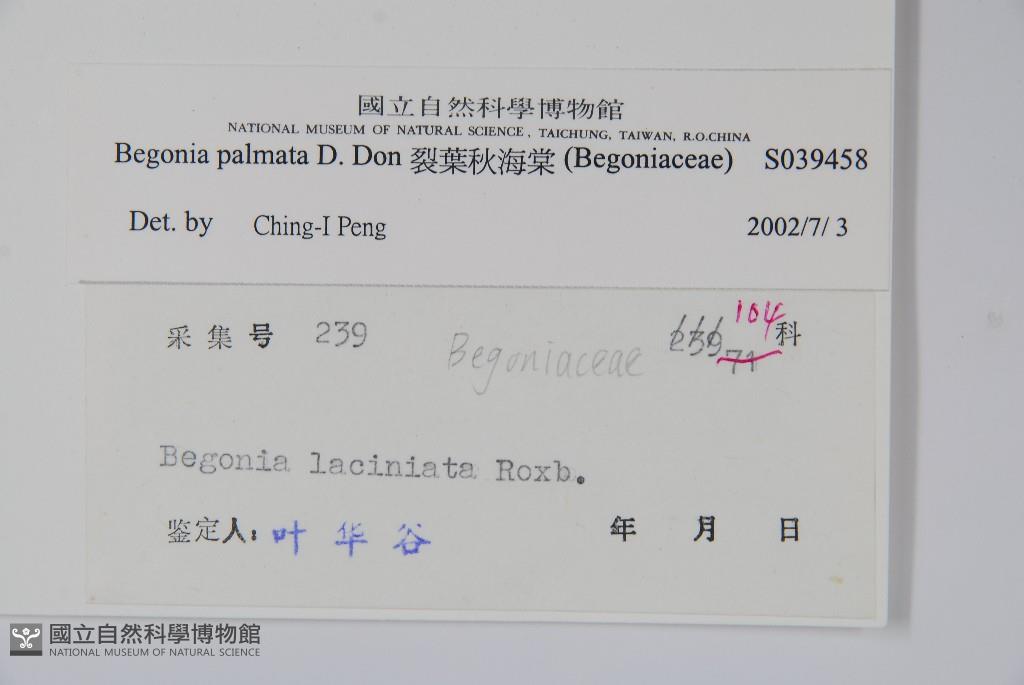 國立自然科學博物館
NATIONAL MUSEUM OF NATURAL SCIENCE, TAICHUNG, TAIWAN, R.O.CHINA
Begonia palmata D. Don 裂葉秋海棠 (Begoniaceae) S039458
Det. by Ching-I Peng 2002/7/3
104
采集号 239 Begoniaceae 239 71 科
Begonia laciniata Roxb.
鉴定人: 叶华谷 年 月 日
國立自然科學博物館
NATIONAL MUSEUM OF NATURAL SCIENCE